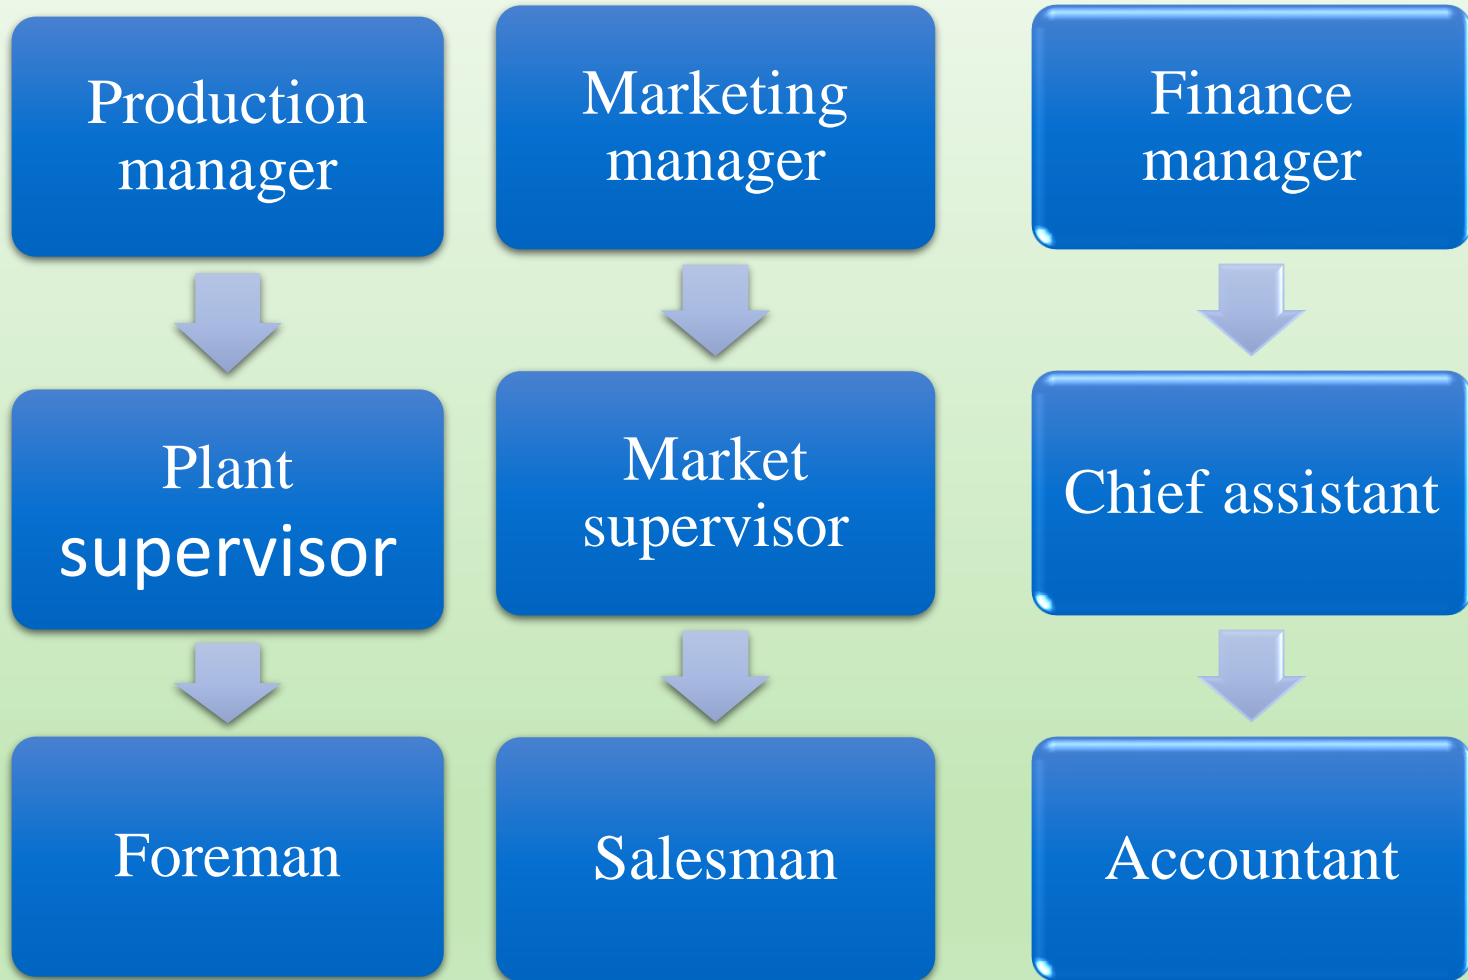 Production
manager
Marketing
manager
Finance
manager
Plant
supervisor
Market
supervisor
Chief assistant
Foreman
Salesman
Accountant